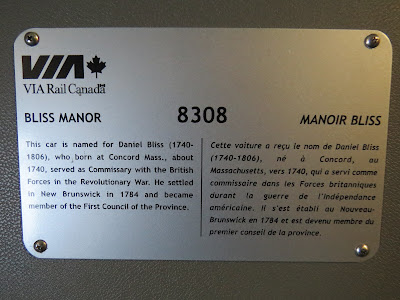 VIA
VIA Rail Canada
BLISS MANOR
8308
MANOIR BLISS
This car is named for Daniel Bliss (1740-
1806), who born at Concord Mass., about
1740, served as Commissary with the British
Forces in the Revolutionary War. He settled
in New Brunswick in 1784 and became
member of the First Council of the Province.
Cette voiture a reçu le nom de Daniel Bliss
(1740-1806), né à Concord, au
Massachusetts, vers 1740, qui a servi comme
commissaire dans les Forces britanniques
durant la guerre de l'Indépendance
américaine. Il s'est établi au Nouveau-
Brunswick en 1784 et est devenu membre du
premier conseil de la province.